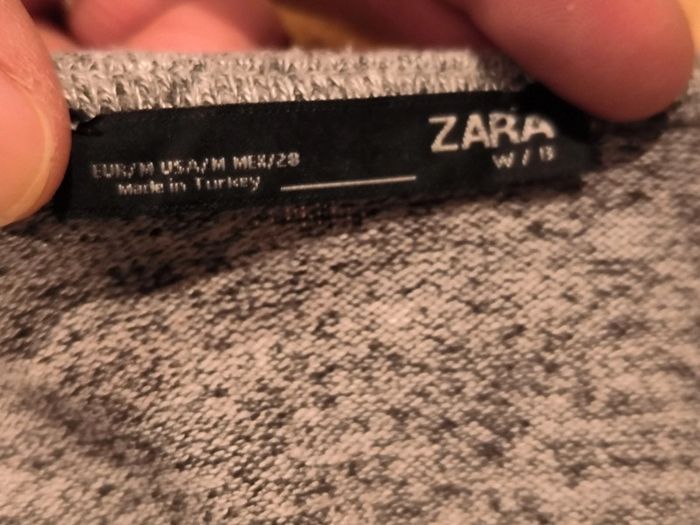 ZARA
W / B
EUR/M USA/M MEX/28
Made in Turkey